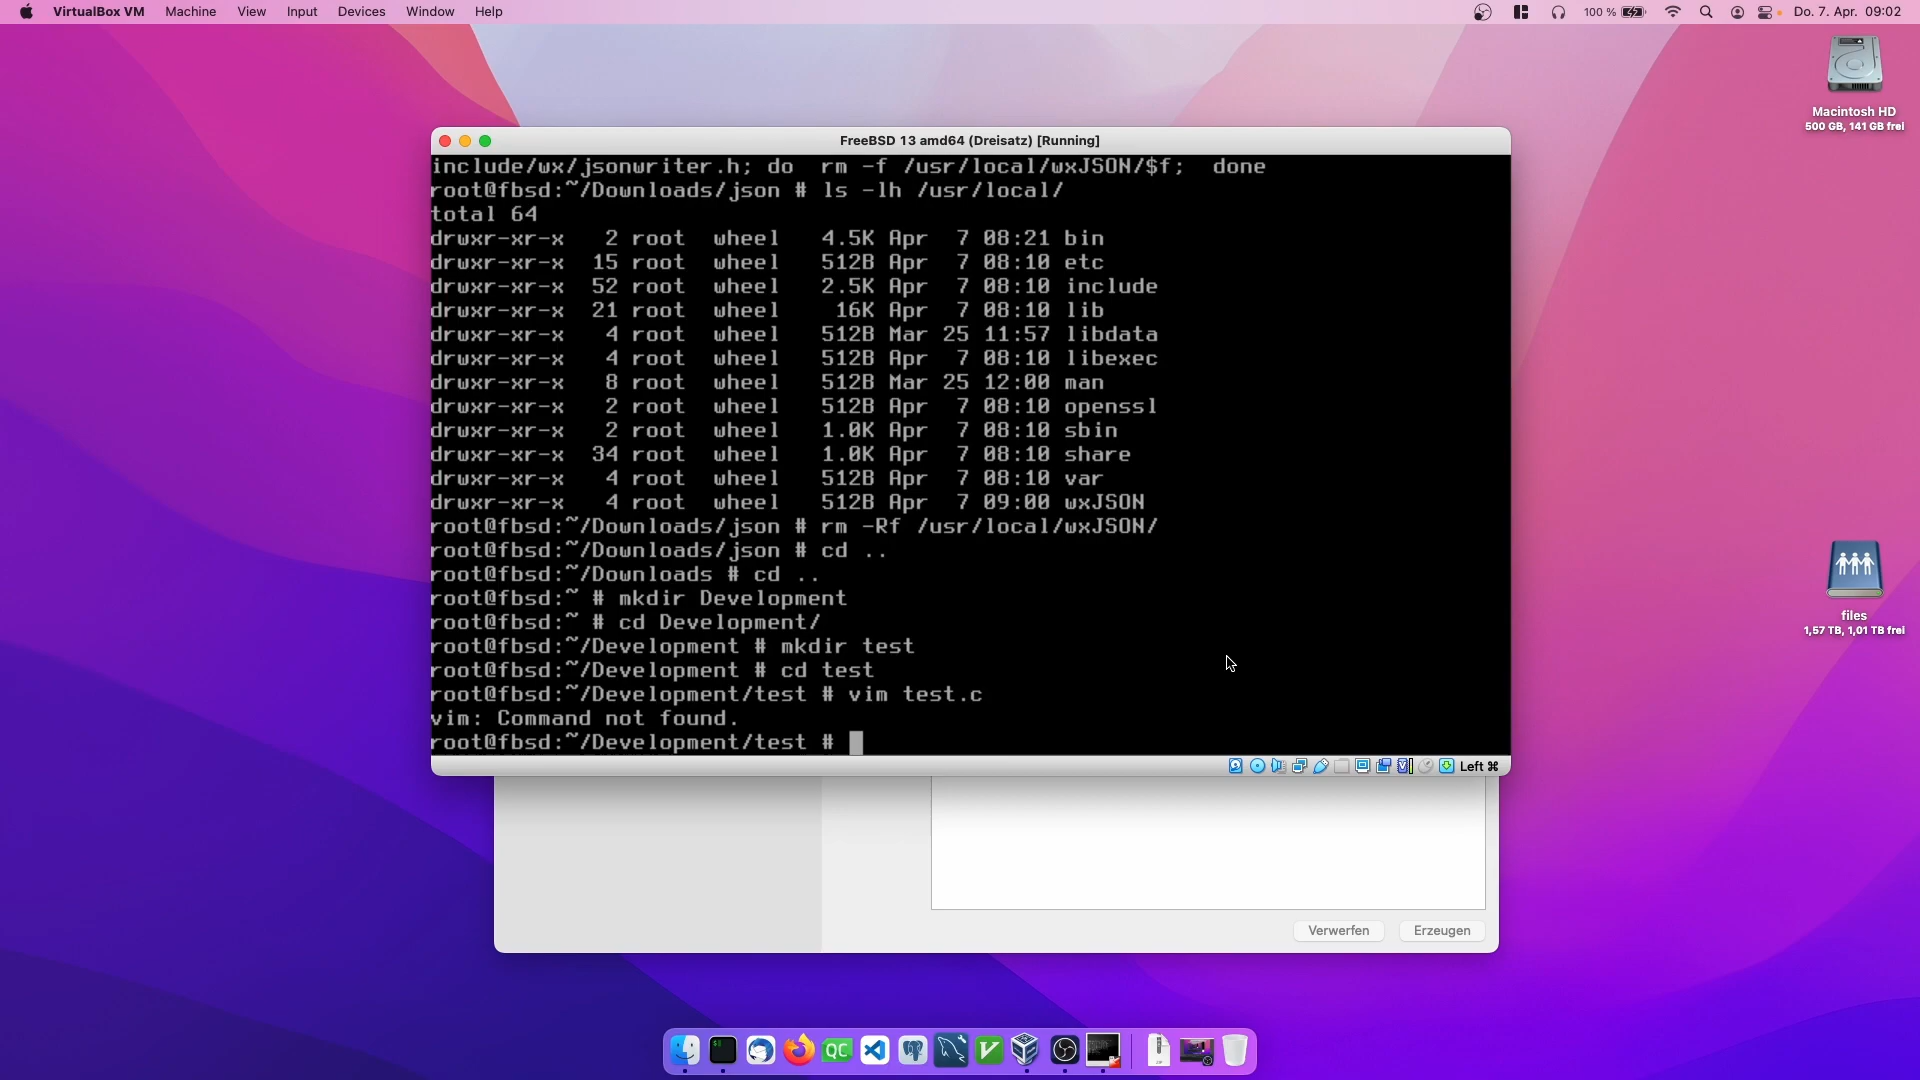 VirtualBox VM Machine View Input Devices Window Help 100 % Do. 7. Apr. 09:02
Macintosh HD
500 GB, 141 GB frei
FreeBSD 13 amd64 (Dreisatz) [Running]
include/wx/jsonwriter.h; do  rm -f /usr/local/wxJSON/$f;  done
root@fbsd:~/Downloads/json # ls -lh /usr/local/
total 64
drwxr-xr-x   2 root  wheel   4.5K Apr  7 08:21 bin
drwxr-xr-x  15 root  wheel   512B Apr  7 08:10 etc
drwxr-xr-x  52 root  wheel   2.5K Apr  7 08:10 include
drwxr-xr-x  21 root  wheel    16K Apr  7 08:10 lib
drwxr-xr-x   4 root  wheel   512B Mar 25 11:57 libdata
drwxr-xr-x   4 root  wheel   512B Apr  7 08:10 libexec
drwxr-xr-x   8 root  wheel   512B Mar 25 12:00 man
drwxr-xr-x   2 root  wheel   512B Apr  7 08:10 openssl
drwxr-xr-x   2 root  wheel   1.0K Apr  7 08:10 sbin
drwxr-xr-x  34 root  wheel   1.0K Apr  7 08:10 share
drwxr-xr-x   4 root  wheel   512B Apr  7 08:10 var
drwxr-xr-x   4 root  wheel   512B Apr  7 09:00 wxJSON
root@fbsd:~/Downloads/json # rm -Rf /usr/local/wxJSON/
root@fbsd:~/Downloads/json # cd ..
root@fbsd:~/Downloads # cd ..
root@fbsd:~ # mkdir Development
root@fbsd:~ # cd Development/
root@fbsd:~/Development # mkdir test
root@fbsd:~/Development # cd test
root@fbsd:~/Development/test # vim test.c
vim: Command not found.
root@fbsd:~/Development/test #
Left ⌘
files
1,57 TB, 1,01 TB frei
Verwerfen Erzeugen
QC